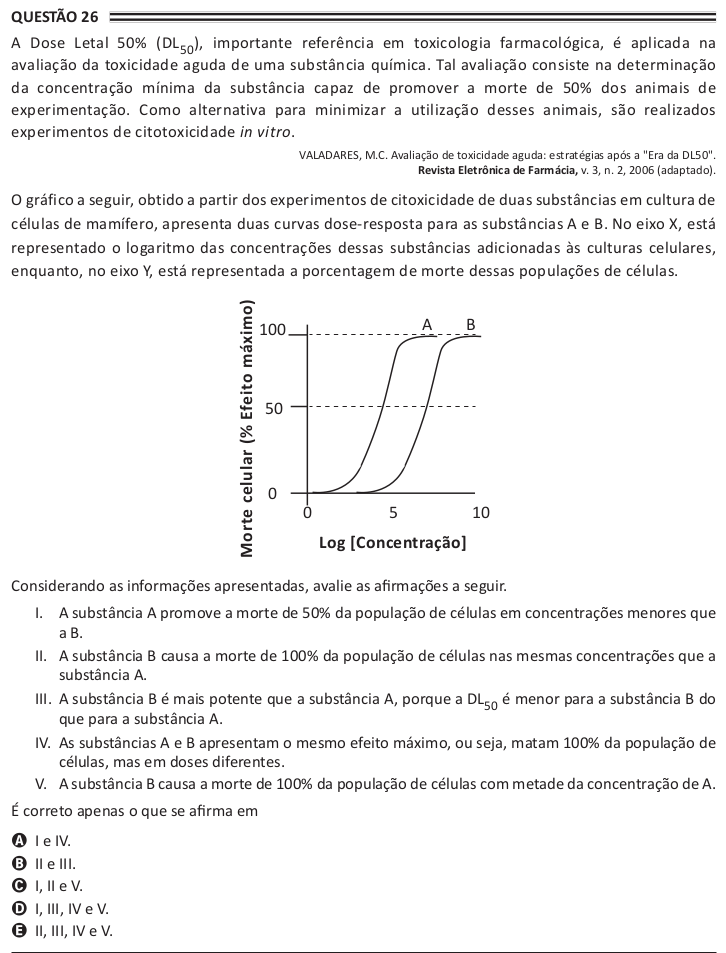 QUESTÃO 26
A Dose Letal 50% (DL50), importante referência em toxicologia farmacológica, é aplicada na
avaliação da toxicidade aguda de uma substância química. Tal avaliação consiste na determinação
da concentração mínima da substância capaz de promover a morte de 50% dos animais de
experimentação. Como alternativa para minimizar a utilização desses animais, são realizados
experimentos de citotoxicidade in vitro.
VALADARES, M.C. Avaliação de toxicidade aguda: estratégias após a "Era da DL50".
Revista Eletrônica de Farmácia, v. 3, n. 2, 2006 (adaptado).
O gráfico a seguir, obtido a partir dos experimentos de citoxicidade de duas substâncias em cultura de
células de mamífero, apresenta duas curvas dose-resposta para as substâncias A e B. No eixo X, está
representado o logaritmo das concentrações dessas substâncias adicionadas às culturas celulares,
enquanto, no eixo Y, está representada a porcentagem de morte dessas populações de células.
Morte celular (% Efeito máximo)
A B
100
50
0
0 5 10
Log [Concentração]
Considerando as informações apresentadas, avalie as afirmações a seguir.
I. A substância A promove a morte de 50% da população de células em concentrações menores que
a B.
II. A substância B causa a morte de 100% da população de células nas mesmas concentrações que a
substância A.
III. A substância B é mais potente que a substância A, porque a DL50 é menor para a substância B do
que para a substância A.
IV. As substâncias A e B apresentam o mesmo efeito máximo, ou seja, matam 100% da população de
células, mas em doses diferentes.
V. A substância B causa a morte de 100% da população de células com metade da concentração de A.
É correto apenas o que se afirma em
A I e IV.
B II e III.
C I, II e V.
D I, III, IV e V.
E II, III, IV e V.